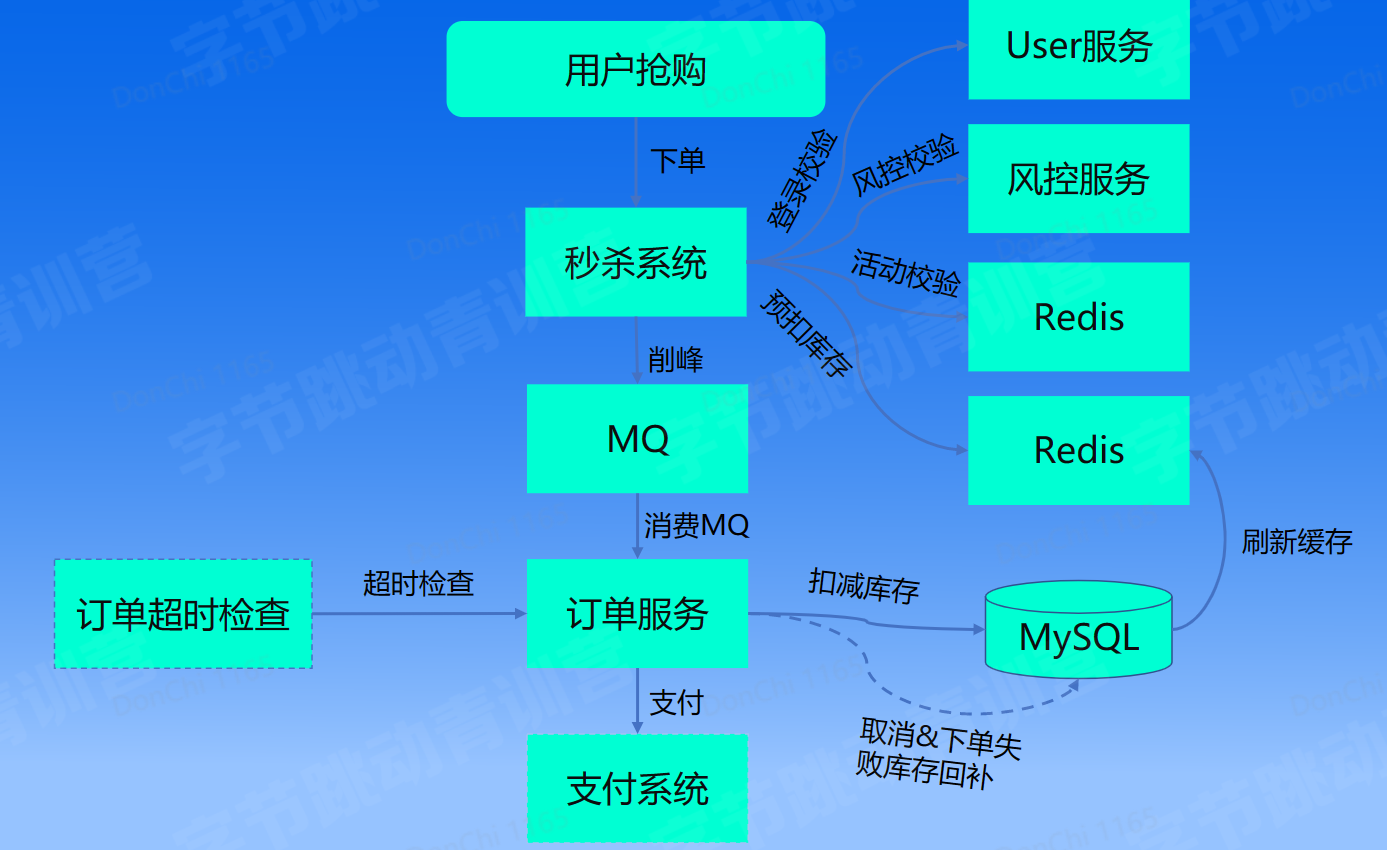 用户抢购
User服务
下单
登录校验
风控校验
风控服务
秒杀系统
活动校验
Redis
预扣库存
削峰
MQ
Redis
消费MQ
刷新缓存
订单超时检查
超时检查
订单服务
扣减库存
MySQL
支付
取消&下单失
败库存回补
支付系统
字节跳动青训营
DonChi 1165